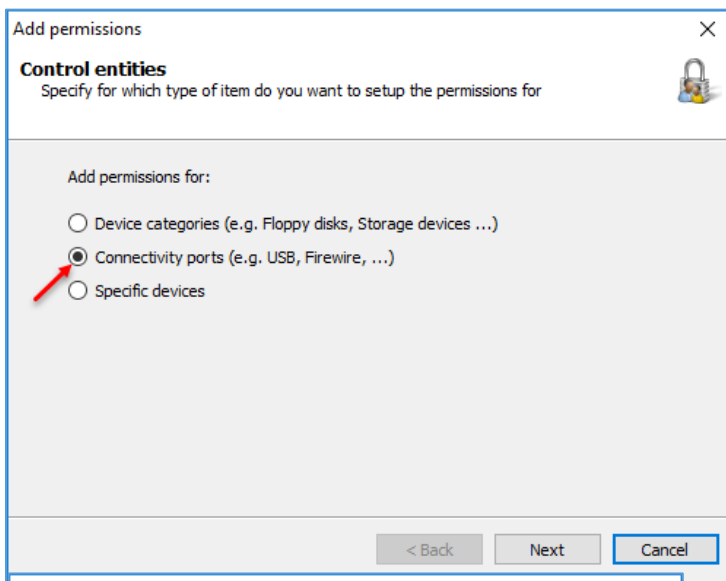 Add permissions
Control entities
Specify for which type of item do you want to setup the permissions for
Add permissions for:
Device categories (e.g. Floppy disks, Storage devices ...)
Connectivity ports (e.g. USB, Firewire, ...)
Specific devices
< Back Next Cancel